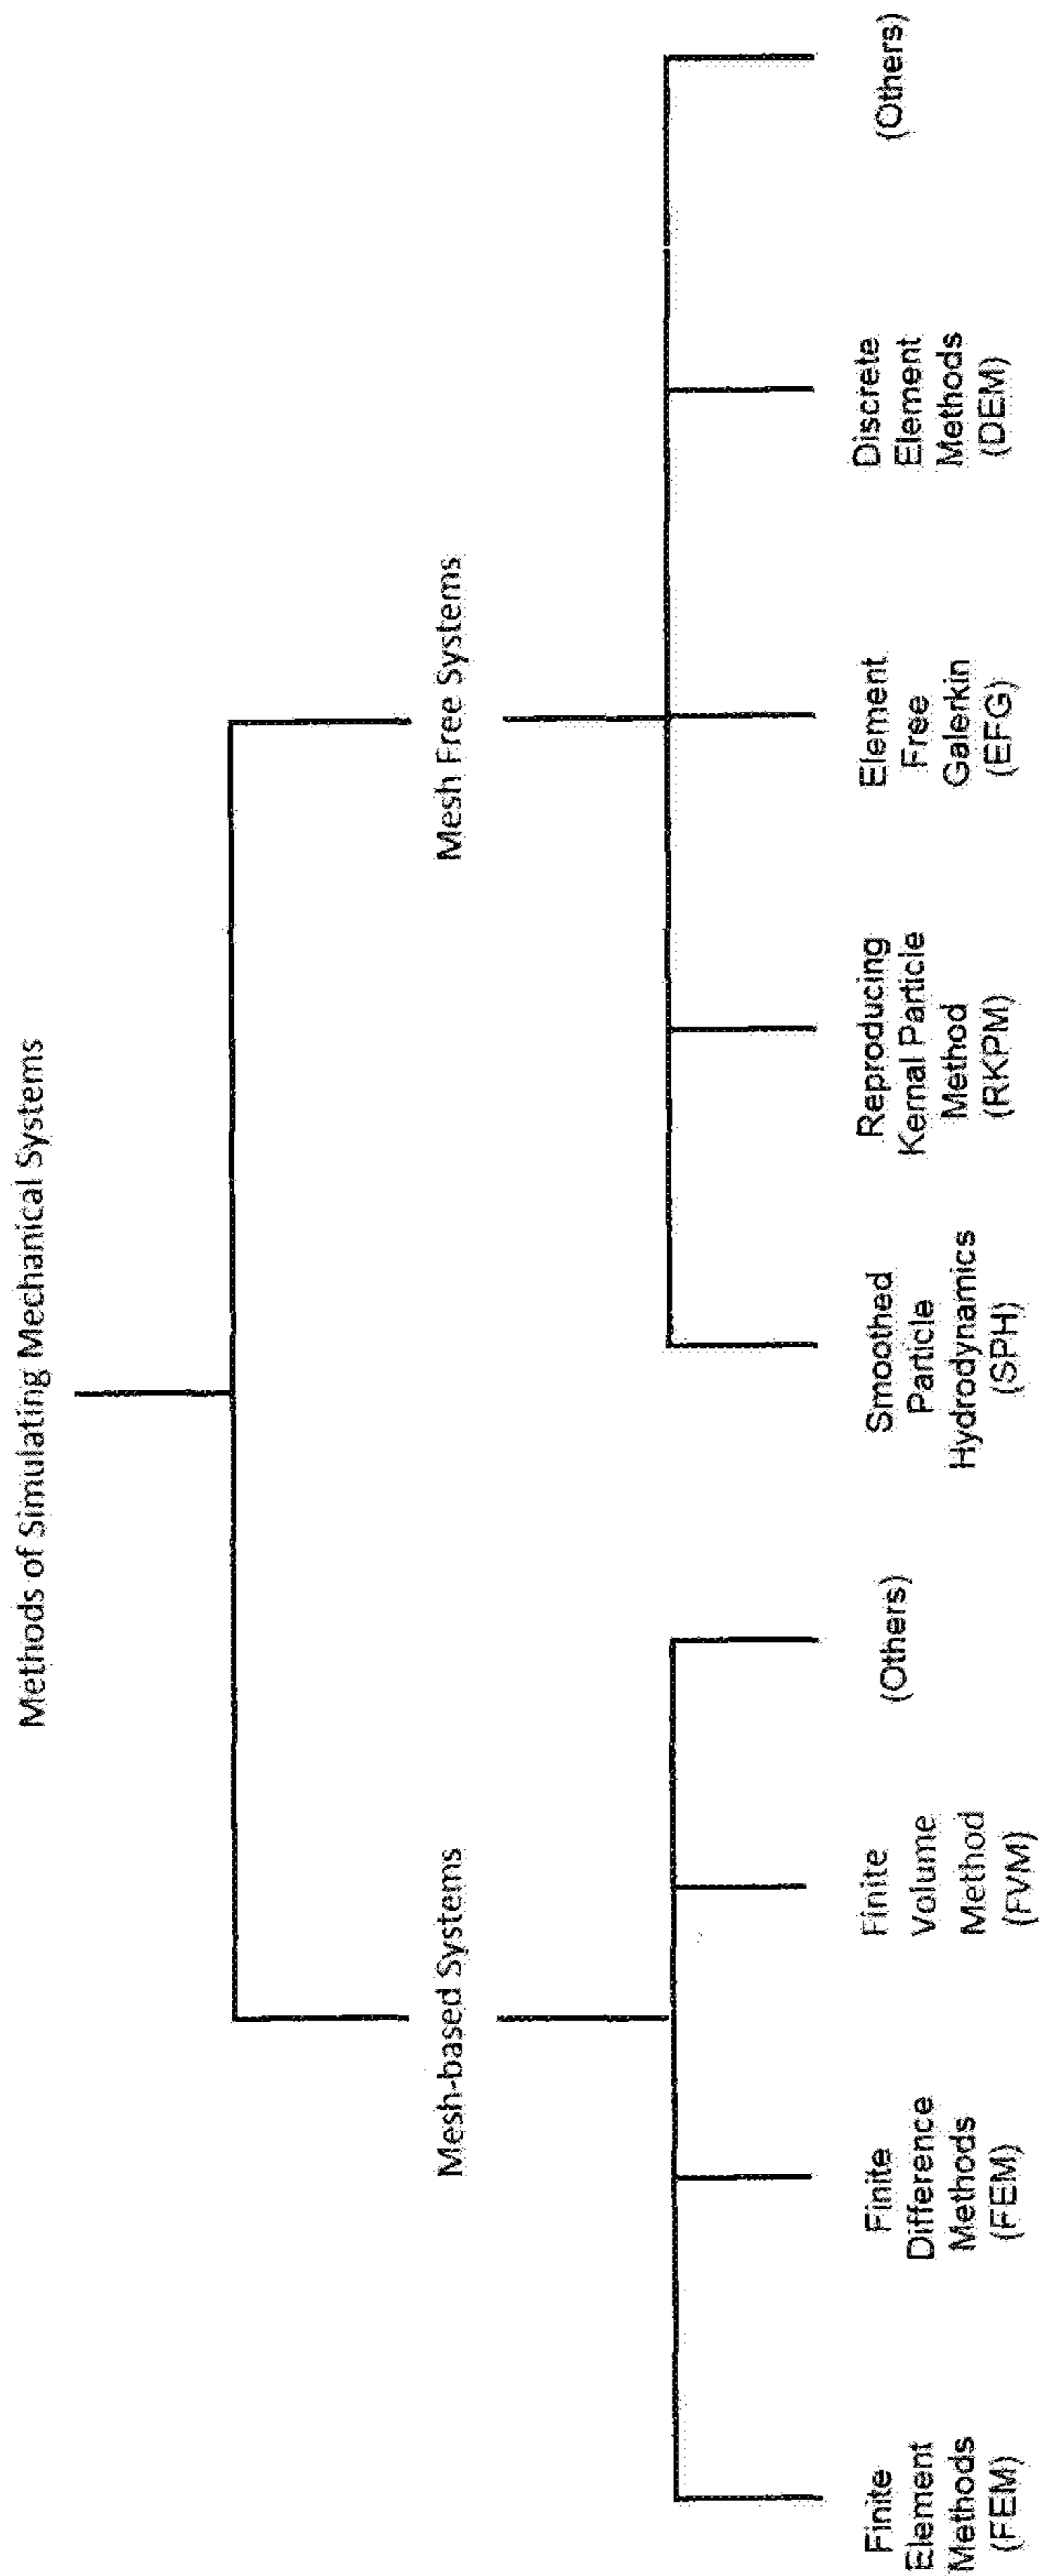 Methods of Simulating Mechanical Systems
Mesh-based Systems
Mesh Free Systems
Finite
Element
Methods
(FEM)
Finite
Difference
Methods
(FEM)
Finite
Volume
Method
(FVM)
(Others)
Smoothed
Particle
Hydrodynamics
(SPH)
Reproducing
Kernal Particle
Method
(RKPM)
Element
Free
Galerkin
(EFG)
Discrete
Element
Methods
(DEM)
(Others)